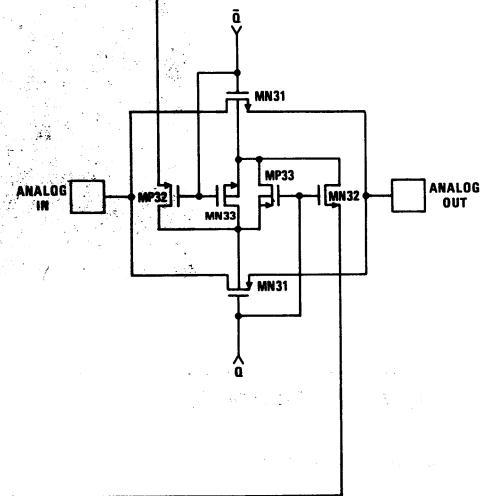 Q̄
MN31
MP33
ANALOG
IN
MP32
MN33
MN32
ANALOG
OUT
MN31
Q